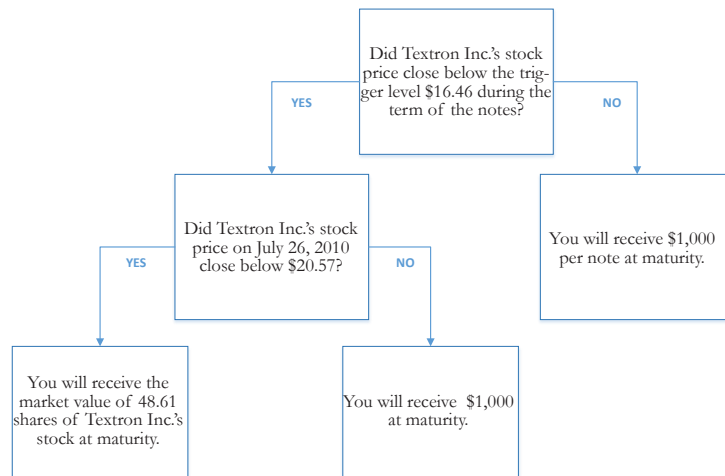 Did Textron Inc.'s stock
price close below the trig-
ger level $16.46 during the
term of the notes?
YES
NO
Did Textron Inc.'s stock
price on July 26, 2010
close below $20.57?
You will receive $1,000
per note at maturity.
YES
NO
You will receive the
market value of 48.61
shares of Textron Inc.'s
stock at maturity.
You will receive $1,000
at maturity.